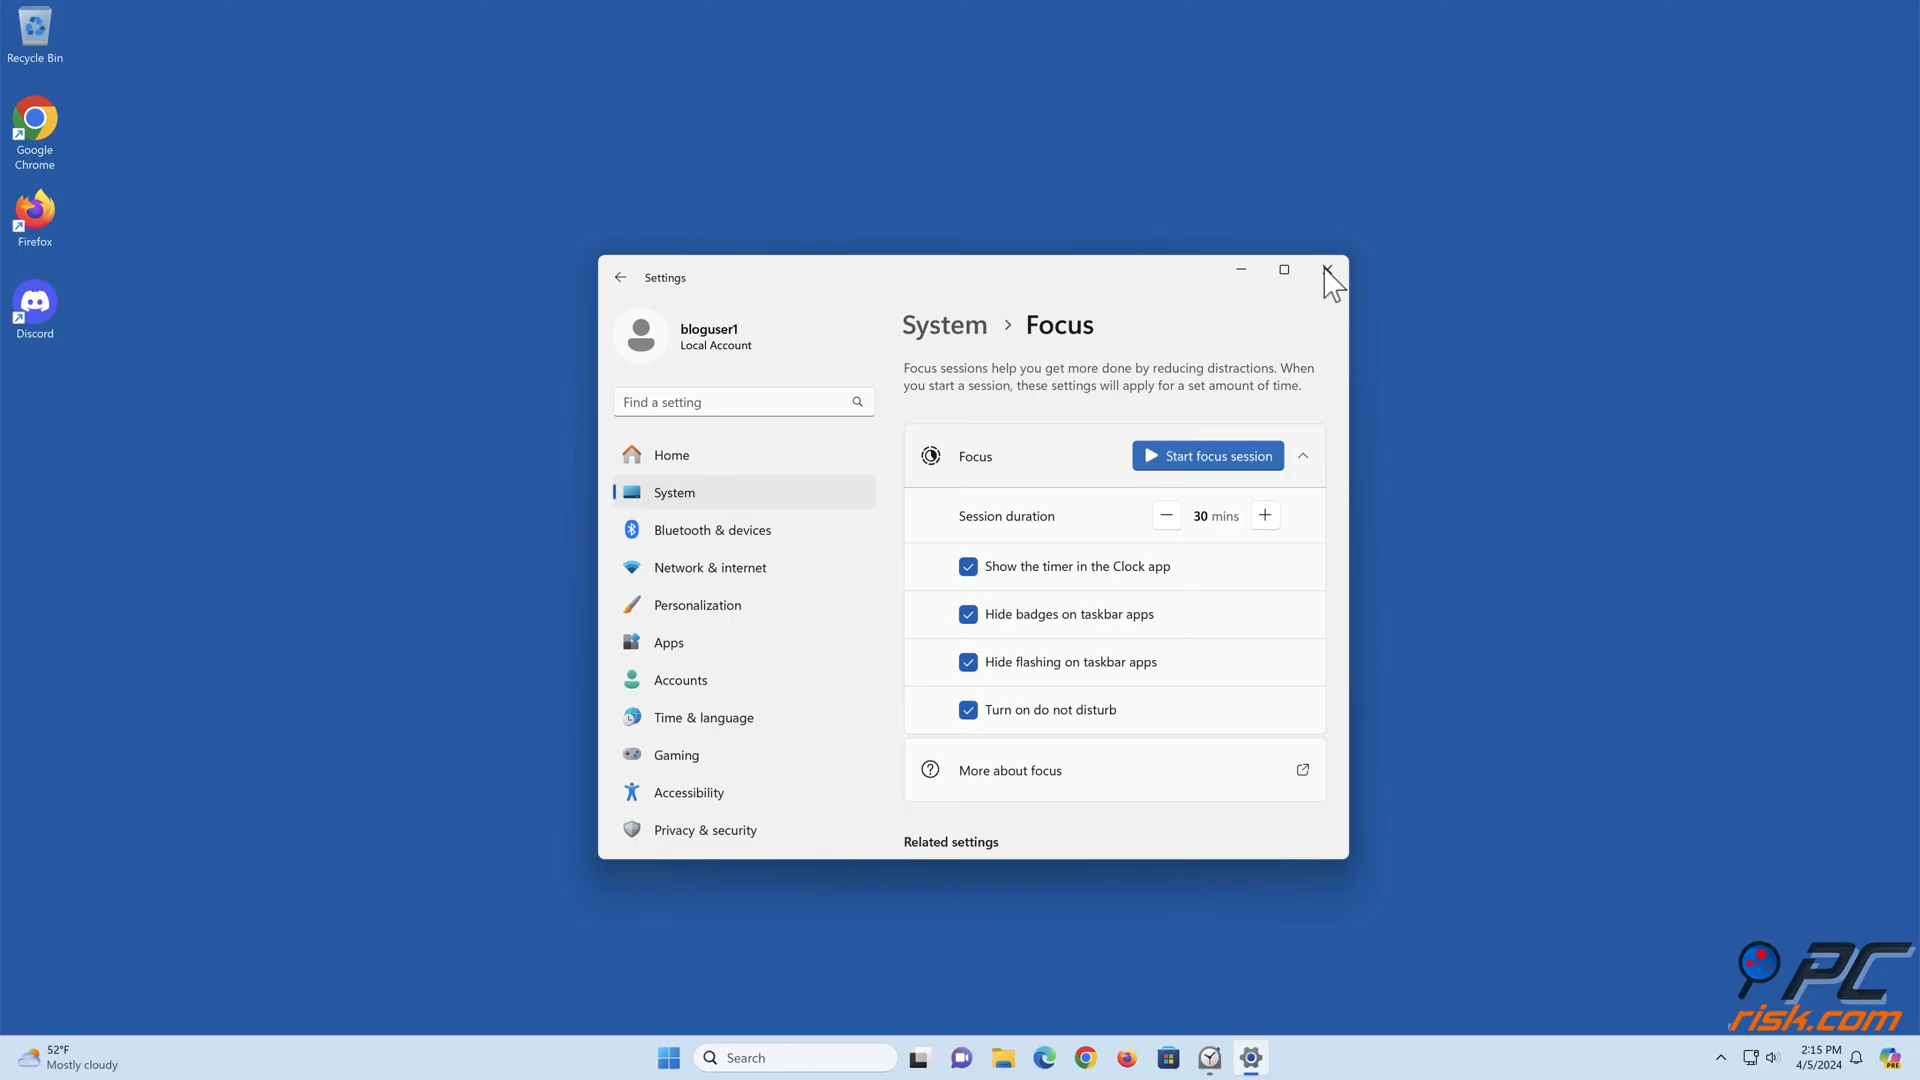 Recycle Bin
Google
Chrome
Firefox
Discord
Settings
bloguser1
Local Account
Find a setting
Home
System
Bluetooth & devices
Network & internet
Personalization
Apps
Accounts
Time & language
Gaming
Accessibility
Privacy & security
System > Focus
Focus sessions help you get more done by reducing distractions. When
you start a session, these settings will apply for a set amount of time.
Focus
Start focus session
Session duration
30 mins
Show the timer in the Clock app
Hide badges on taskbar apps
Hide flashing on taskbar apps
Turn on do not disturb
More about focus
Related settings
PC
risk.com
52°F
Mostly cloudy
Search
2:15 PM
4/5/2024
PRE